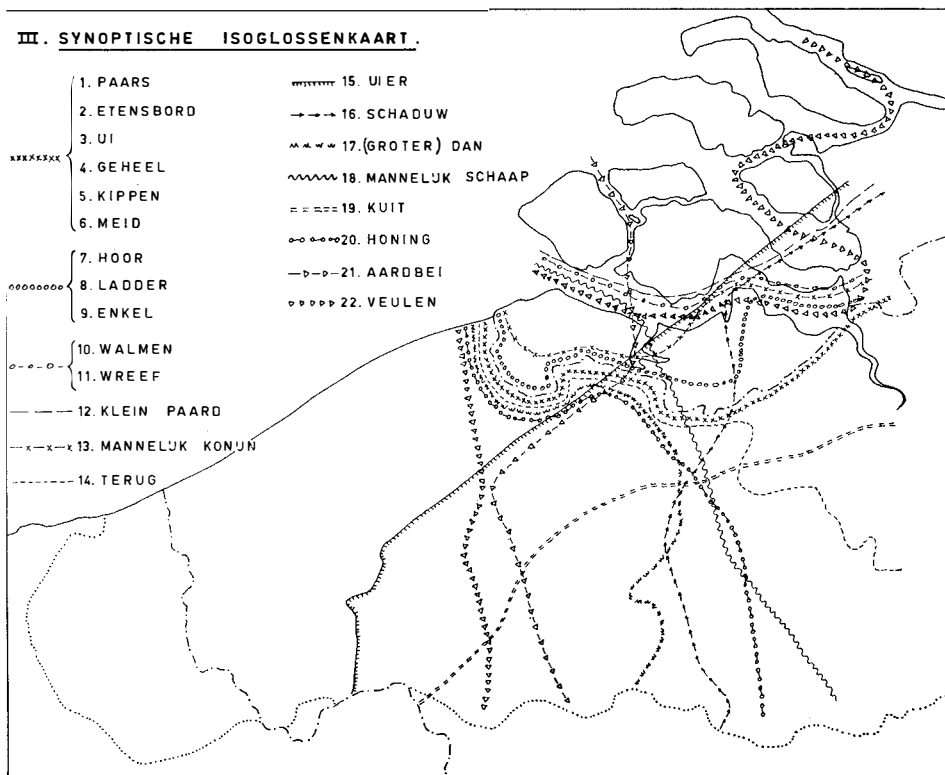 III. SYNOPTISCHE ISOGLOSSENKAART.
1. PAARS
2. ETENSBORD
3. UI
4. GEHEEL
5. KIPPEN
6. MEID
7. HOOR
8. LADDER
9. ENKEL
10. WALMEN
11. WREEF
12. KLEIN PAARD
13. MANNELIJK KONIJN
14. TERUG
15. UIER
16. SCHADUW
17. (GROTER) DAN
18. MANNELIJK SCHAAP
19. KUIT
20. HONING
21. AARDBEI
22. VEULEN